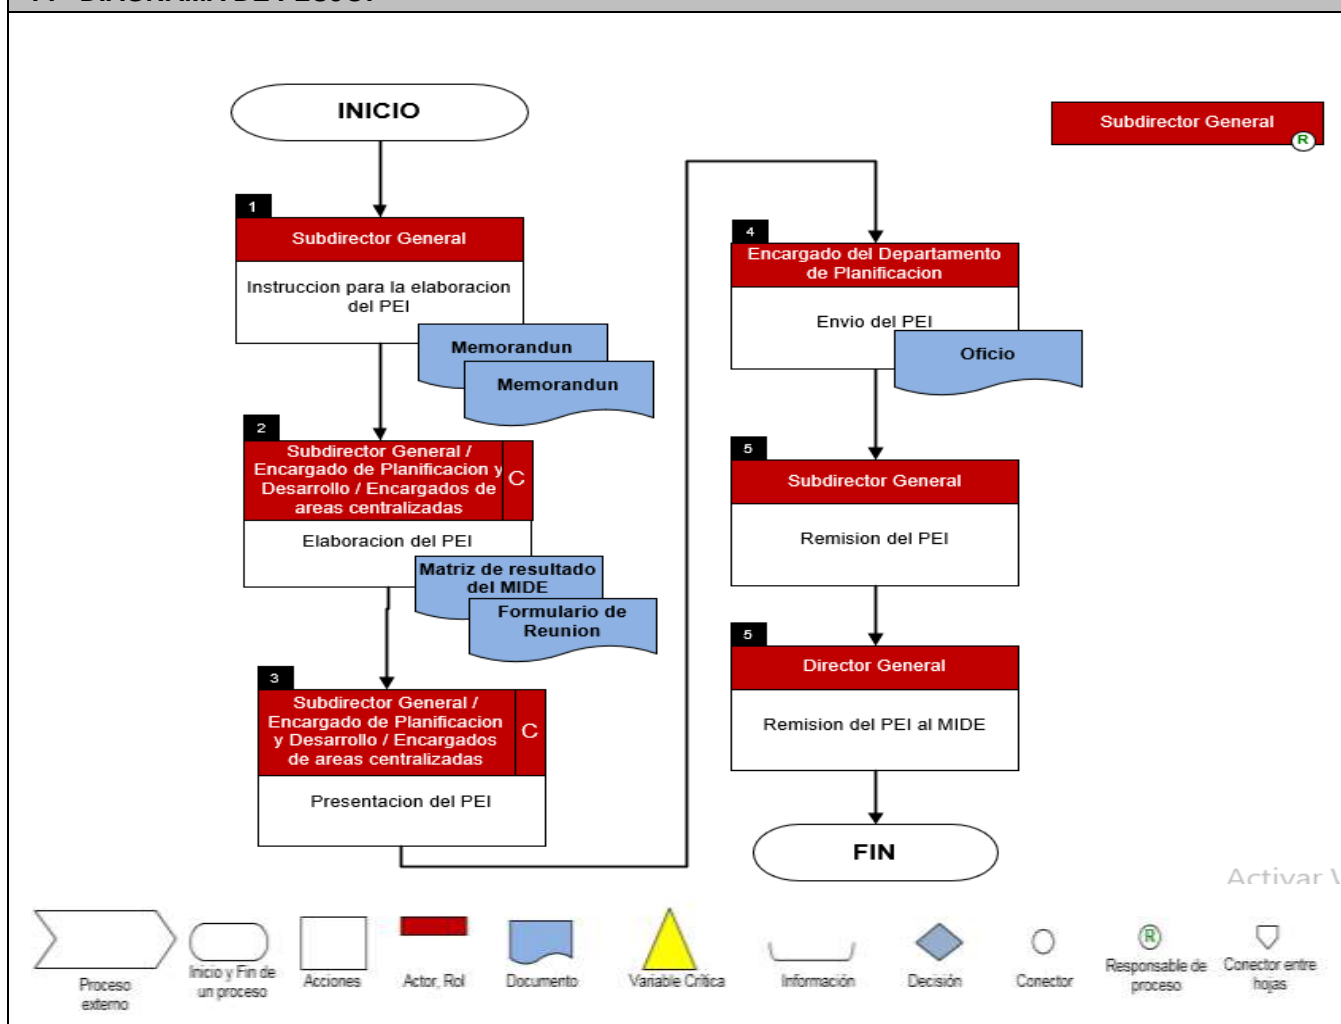 INICIO
Subdirector General
R
1
Subdirector General
Instruccion para la elaboracion
del PEI
Memorandun
Memorandun
2
Subdirector General /
Encargado de Planificacion y
Desarrollo / Encargados de
areas centralizadas
C
Elaboracion del PEI
Matriz de resultado
del MIDE
Formulario de
Reunion
3
Subdirector General /
Encargado de Planificacion
y Desarrollo / Encargados
de areas centralizadas
C
Presentacion del PEI
4
Encargado del Departamento
de Planificacion
Envio del PEI
Oficio
5
Subdirector General
Remision del PEI
5
Director General
Remision del PEI al MIDE
FIN
Activar
Proceso
externo
Inicio y Fin de
un proceso
Acciones
Actor, Rol
Documento
Variable Crítica
Información
Decisión
Conector
R
Responsable de
proceso
Conector entre
hojas